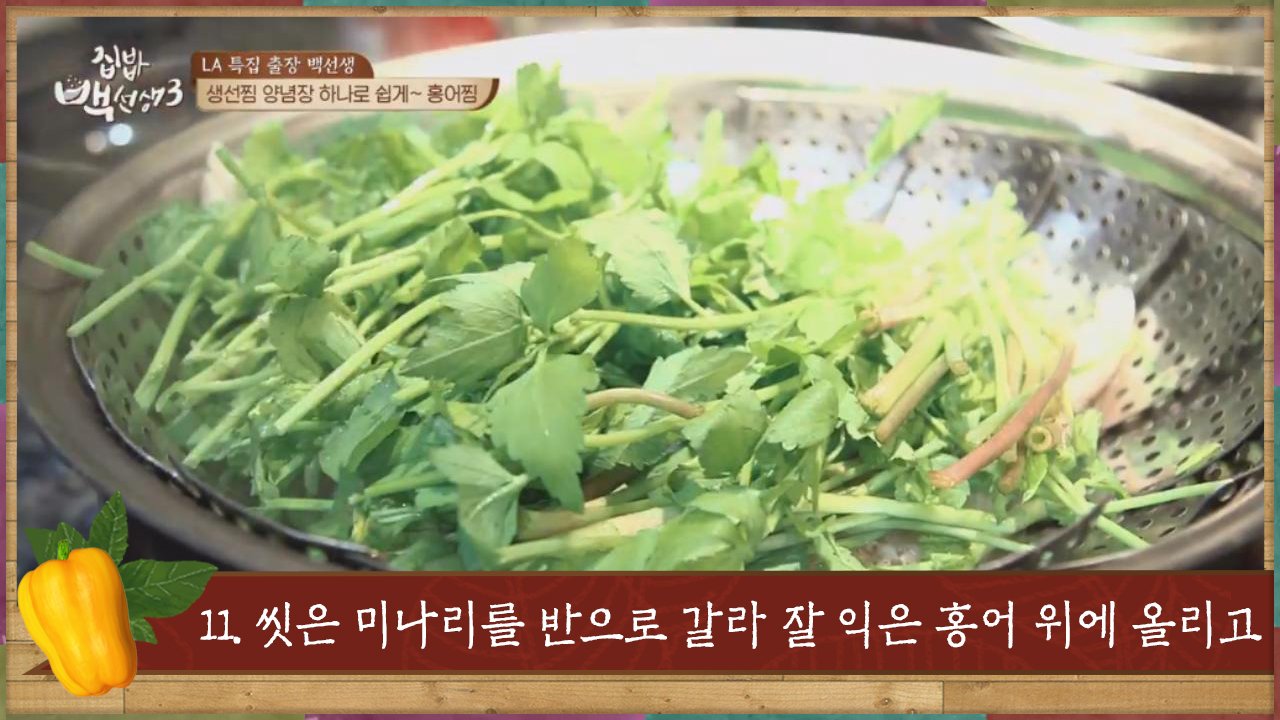 집밥
백선생3
LA 특집 출장 백선생
생선찜 양념장 하나로 쉽게~ 홍어찜
11. 씻은 미나리를 반으로 갈라 잘 익은 홍어 위에 올리고